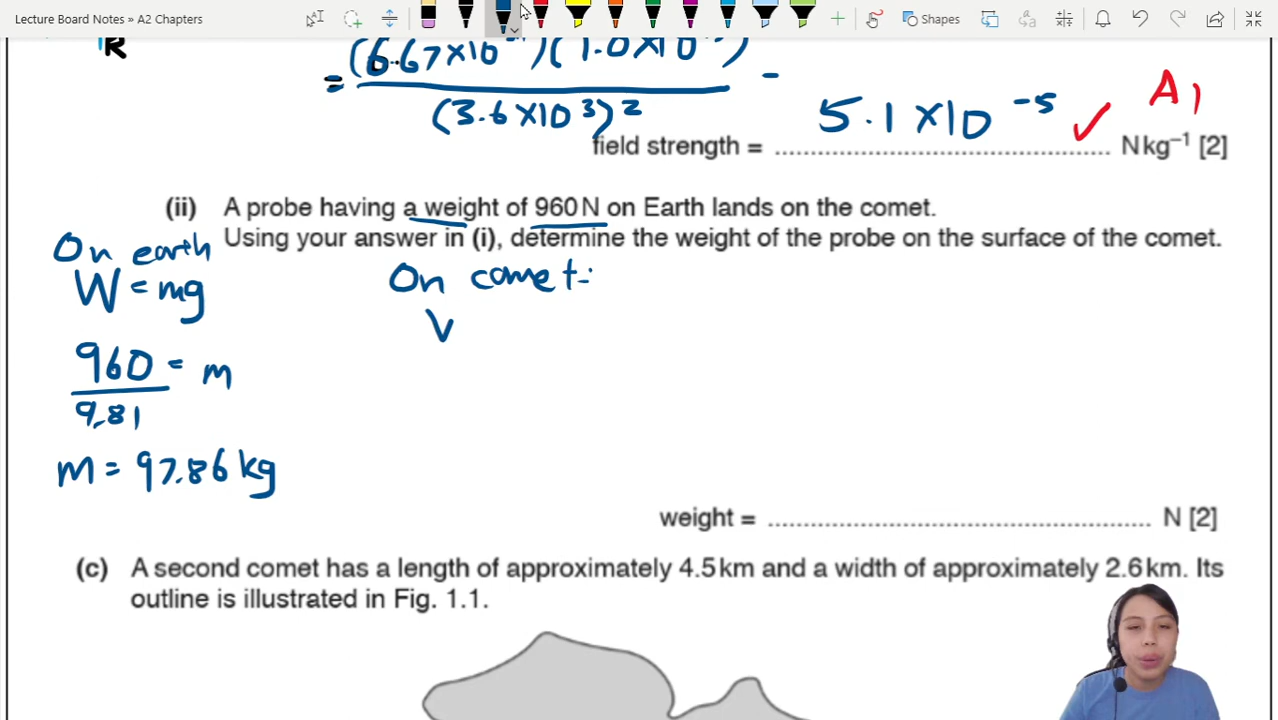 Lecture Board Notes » A2 Chapters
Shapes
R
= (6.67×10 )(1.0×10 ) =
(3.6×10³)²
5.1×10⁻⁵ ✓ A1
field strength = ........................................................ N kg⁻¹ [2]
(ii) A probe having a weight of 960 N on Earth lands on the comet.
Using your answer in (i), determine the weight of the probe on the surface of the comet.
On earth
W = mg
960 = m
9.81
m = 97.86 kg
On comet:
V
weight = ................................................................ N [2]
(c) A second comet has a length of approximately 4.5 km and a width of approximately 2.6 km. Its
outline is illustrated in Fig. 1.1.